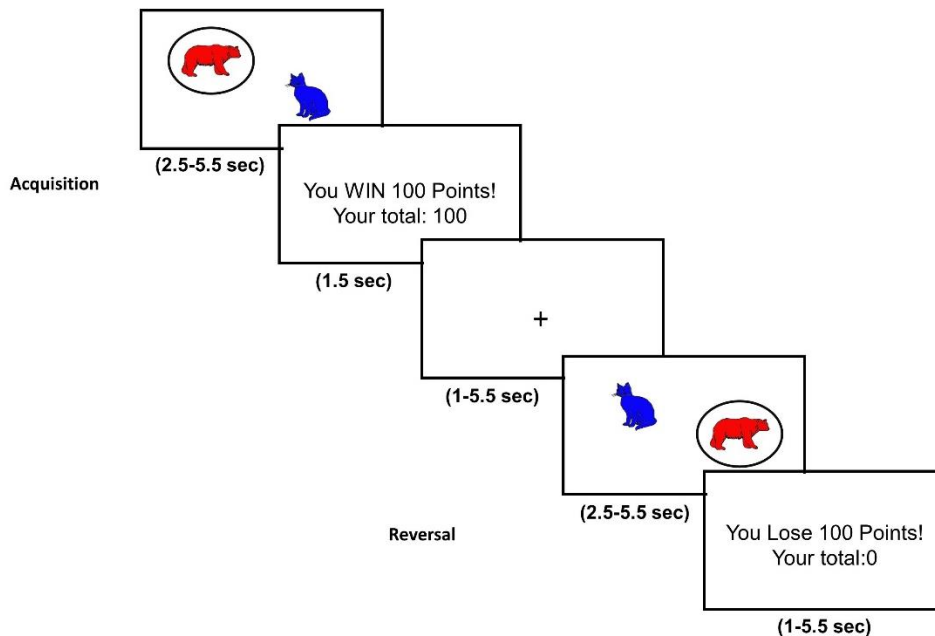 (2.5-5.5 sec)
Acquisition
You WIN 100 Points!
Your total: 100
(1.5 sec)
+
(1-5.5 sec)
(2.5-5.5 sec)
Reversal
You Lose 100 Points!
Your total:0
(1-5.5 sec)